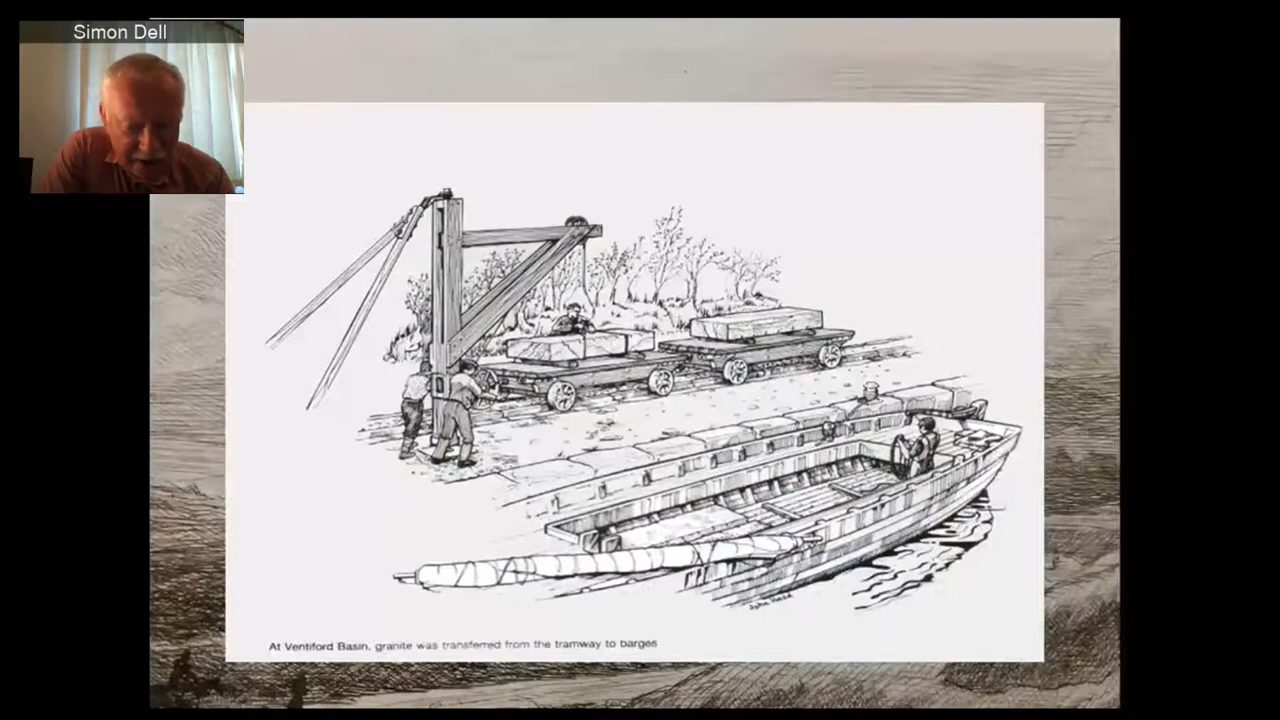 Simon Dell
At Ventiford Basin, granite was transferred from the tramway to barges